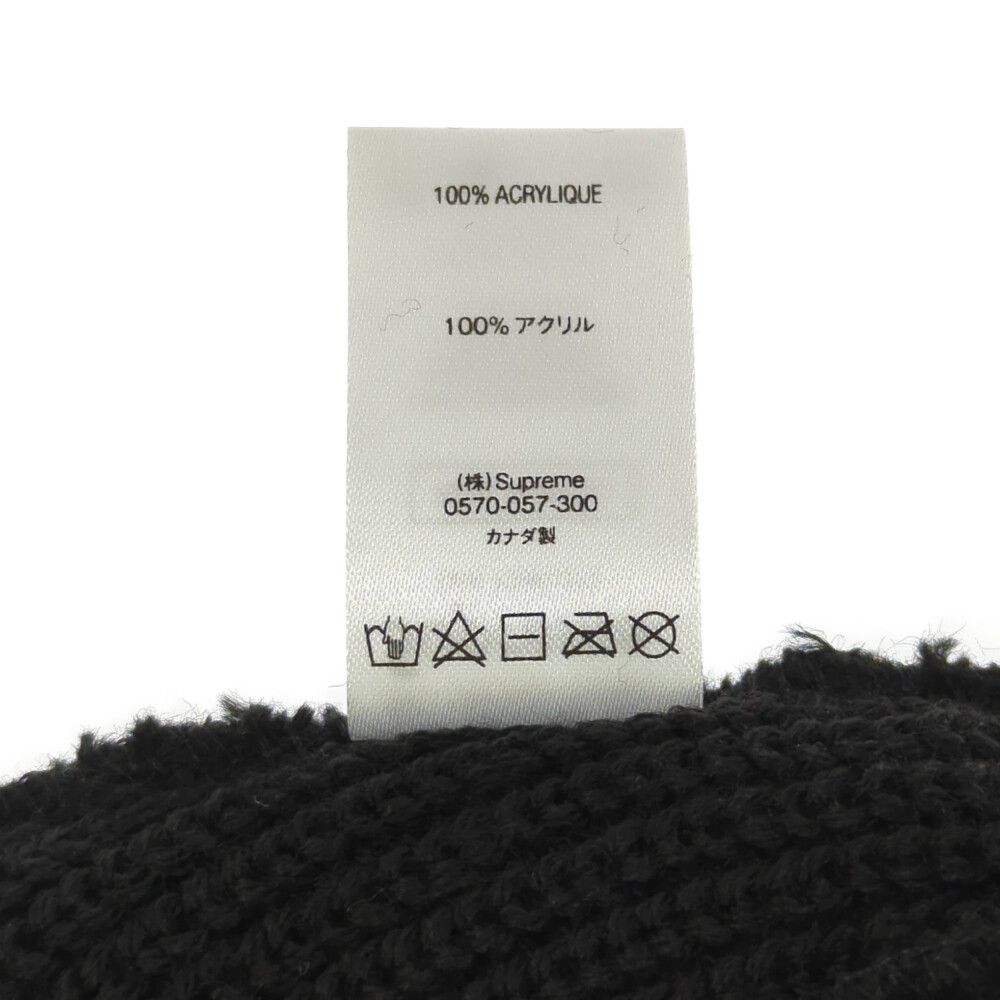 100% ACRYLIQUE
100% アクリル
(株)Supreme
0570-057-300
カナダ製